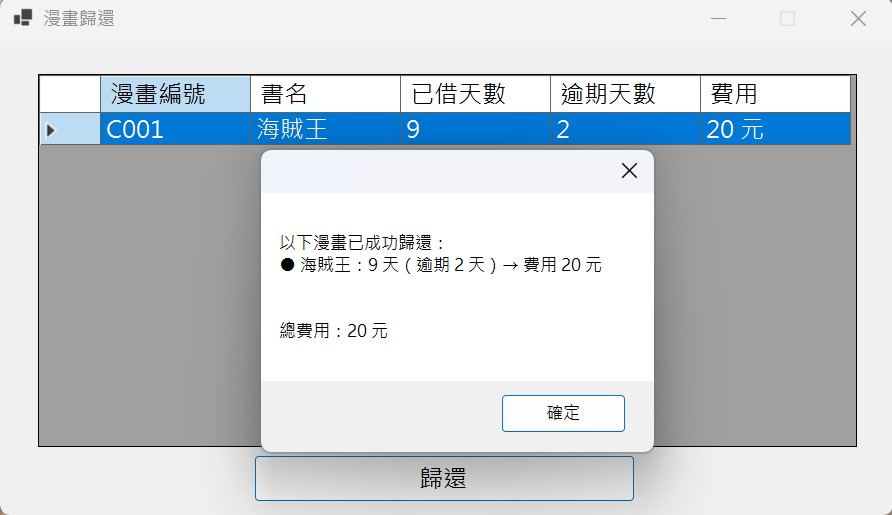 漫畫歸還
漫畫編號 書名 已借天數 逾期天數 費用
C001 海賊王 9 2 20 元
以下漫畫已成功歸還：
● 海賊王：9 天（逾期 2 天）→ 費用 20 元
總費用：20 元
確定
歸還